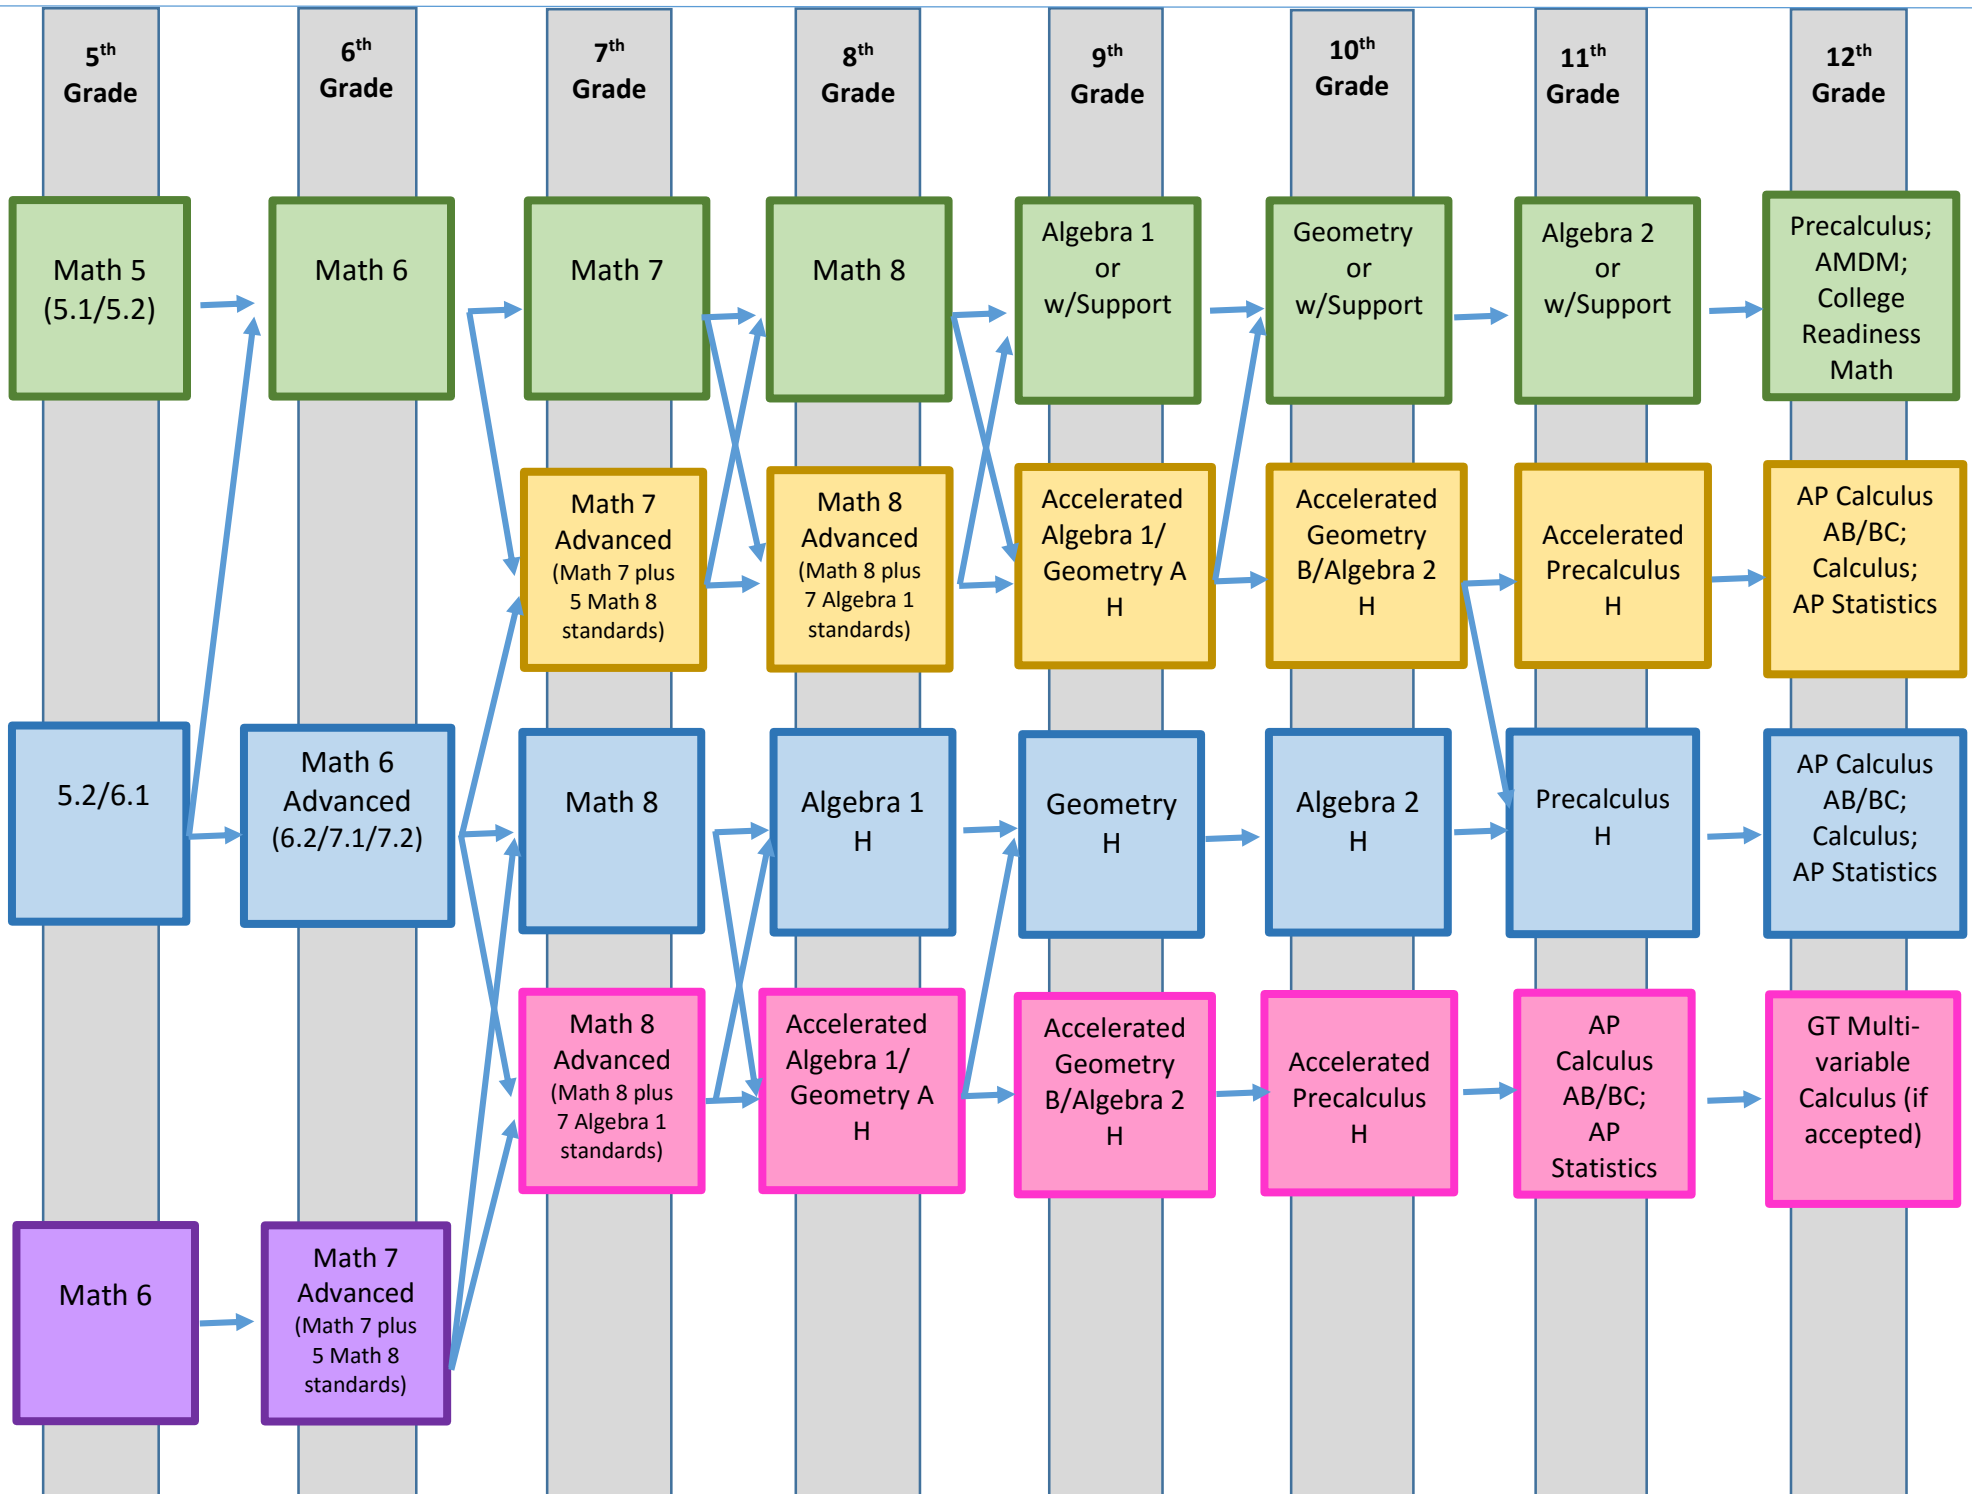 5th
Grade
6th
Grade
7th
Grade
8th
Grade
9th
Grade
10th
Grade
11th
Grade
12th
Grade
Math 5
(5.1/5.2)
Math 6
Math 7
Math 8
Algebra 1
or
w/Support
Geometry
or
w/Support
Algebra 2
or
w/Support
Precalculus;
AMDM;
College
Readiness
Math
Math 7
Advanced
(Math 7 plus
5 Math 8
standards)
Math 8
Advanced
(Math 8 plus
7 Algebra 1
standards)
Accelerated
Algebra 1/
Geometry A
H
Accelerated
Geometry
B/Algebra 2
H
Accelerated
Precalculus
H
AP Calculus
AB/BC;
Calculus;
AP Statistics
5.2/6.1
Math 6
Advanced
(6.2/7.1/7.2)
Math 8
Algebra 1
H
Geometry
H
Algebra 2
H
Precalculus
H
AP Calculus
AB/BC;
Calculus;
AP Statistics
Math 8
Advanced
(Math 8 plus
7 Algebra 1
standards)
Accelerated
Algebra 1/
Geometry A
H
Accelerated
Geometry
B/Algebra 2
H
Accelerated
Precalculus
H
AP
Calculus
AB/BC;
AP
Statistics
GT Multi-
variable
Calculus (if
accepted)
Math 6
Math 7
Advanced
(Math 7 plus
5 Math 8
standards)